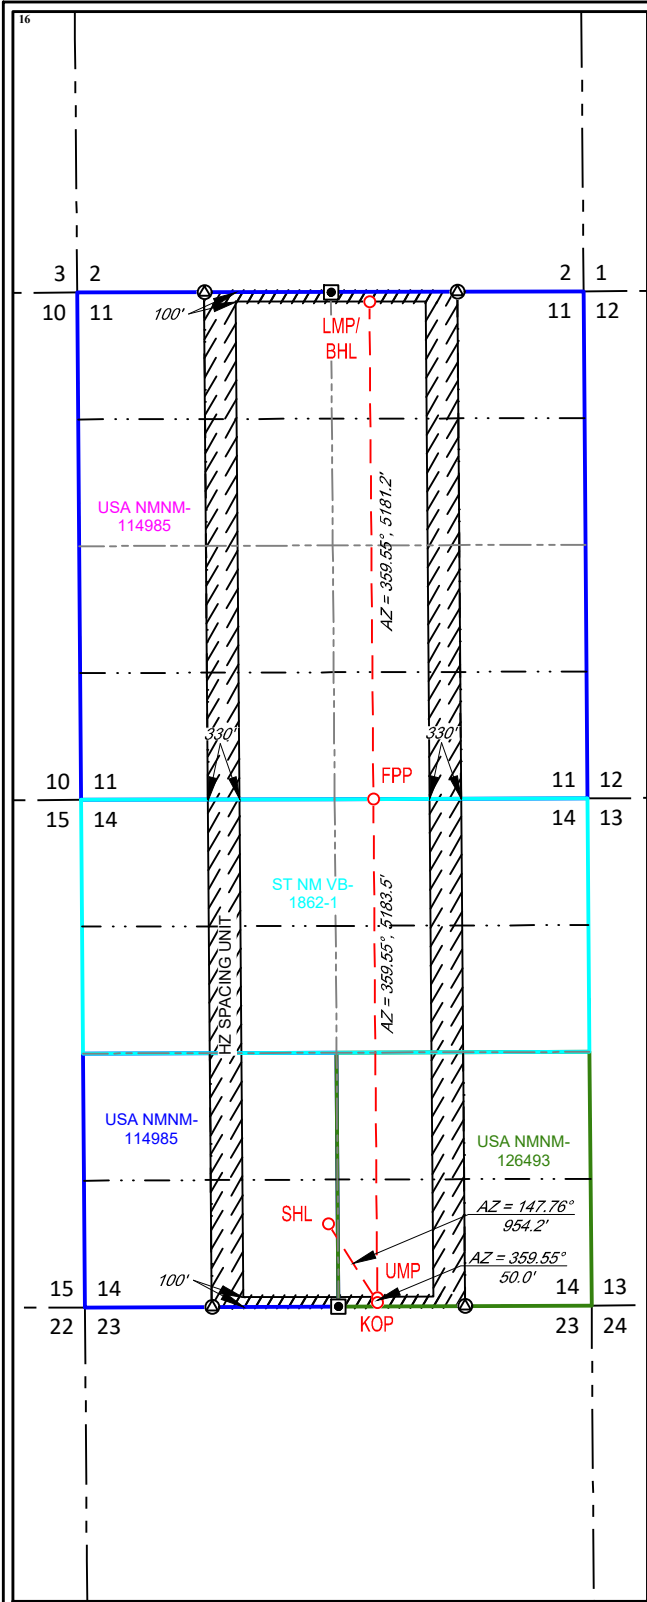 16
3 2
2 1
10 11
11 12
100'
LMP/
BHL
USA NMNM-
114985
AZ = 359.55°, 5181.2'
330'
330'
FPP
10 11
11 12
15 14
14 13
ST NM VB-
1862-1
AZ = 359.55°, 5183.5'
HZ SPACING UNIT
USA NMNM-
114985
USA NMNM-
126493
SHL
AZ = 147.76°
954.2'
UMP
AZ = 359.55°
50.0'
100'
15 14
14 13
22 23
23 24
KOP